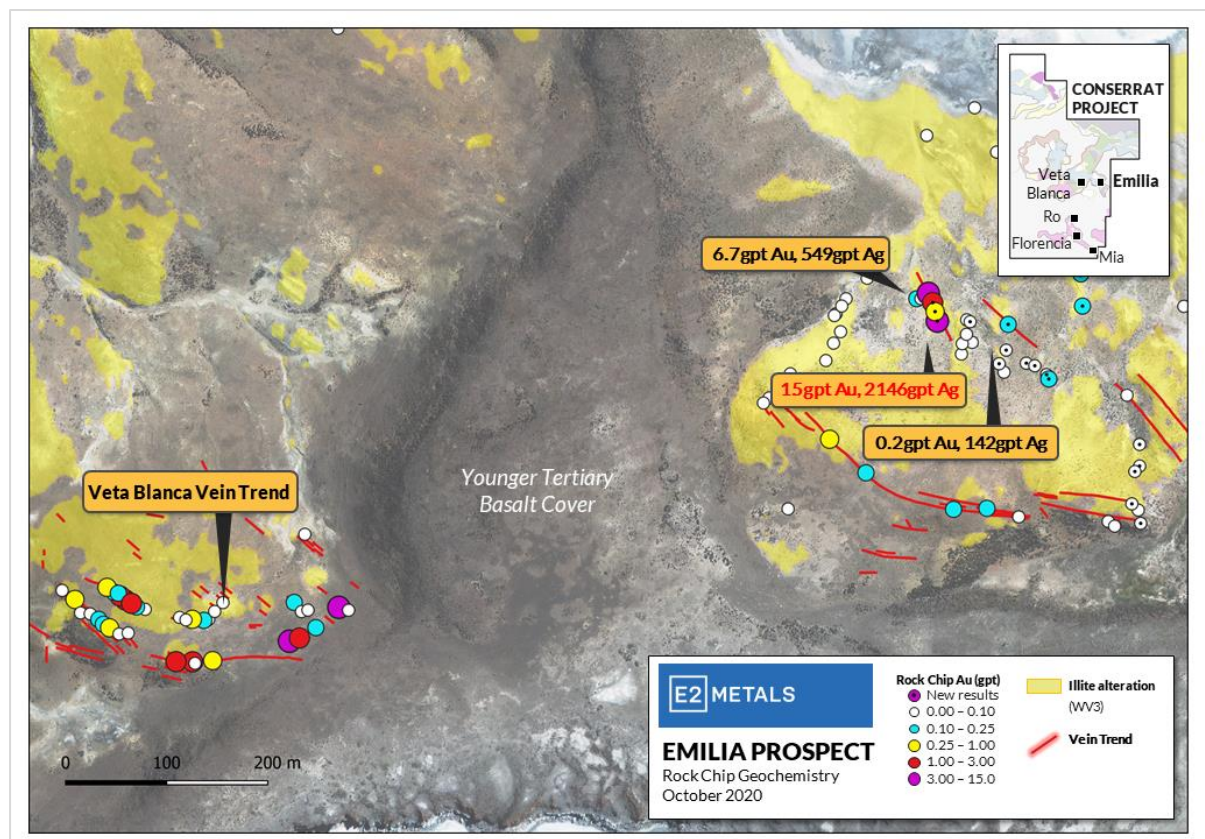 CONSERRAT
PROJECT
Veta
Blanca
Emilia
Ro
Florencia
Mia
6.7gpt Au, 549gpt Ag
15gpt Au, 2146gpt Ag
0.2gpt Au, 142gpt Ag
Younger Tertiary
Basalt Cover
Veta Blanca Vein Trend
0 100 200 m
E2 METALS
EMILIA PROSPECT
Rock Chip Geochemistry
October 2020
Rock Chip Au (gpt)
New results
0.00 – 0.10
0.10 – 0.25
0.25 – 1.00
1.00 – 3.00
3.00 – 15.0
Illite alteration
(WV3)
Vein Trend